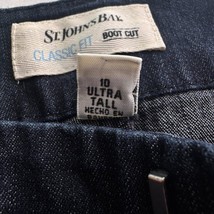 ST. JOHN'S BAY
CLASSIC FIT BOOT CUT
10
ULTRA
TALL
HECHO EN